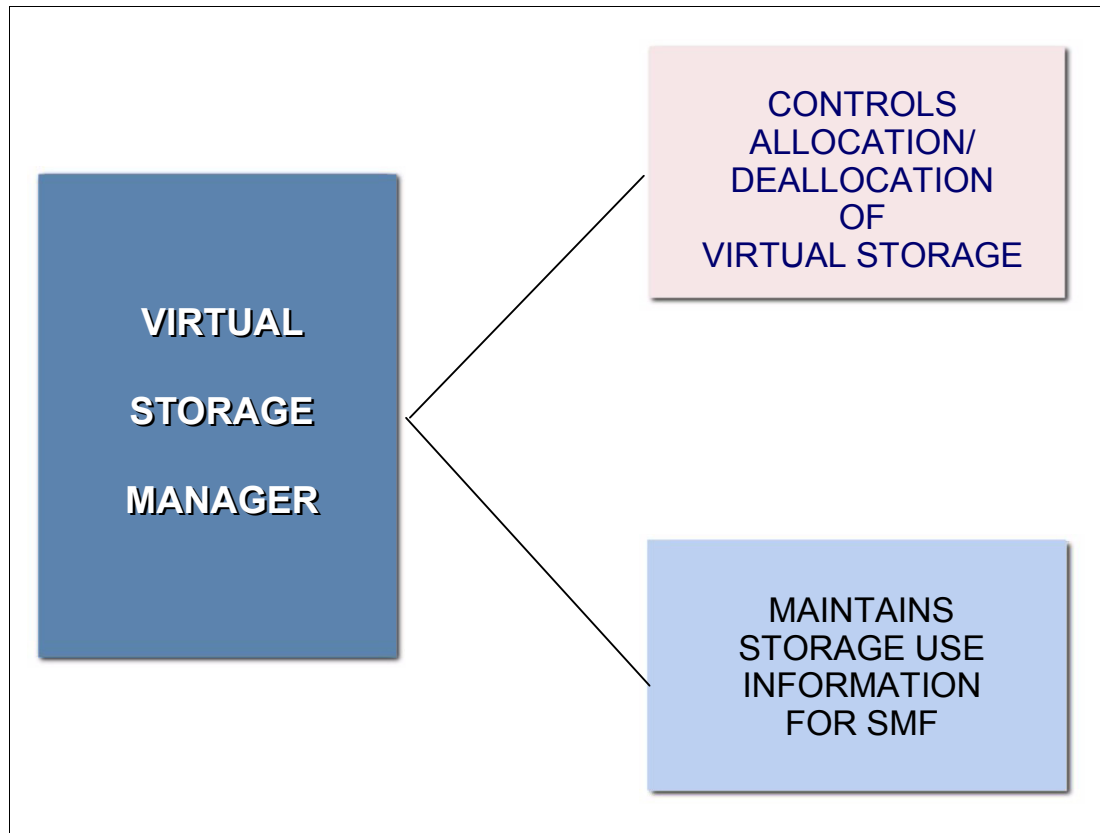 VIRTUAL
STORAGE
MANAGER
CONTROLS
ALLOCATION/
DEALLOCATION
OF
VIRTUAL STORAGE
MAINTAINS
STORAGE USE
INFORMATION
FOR SMF